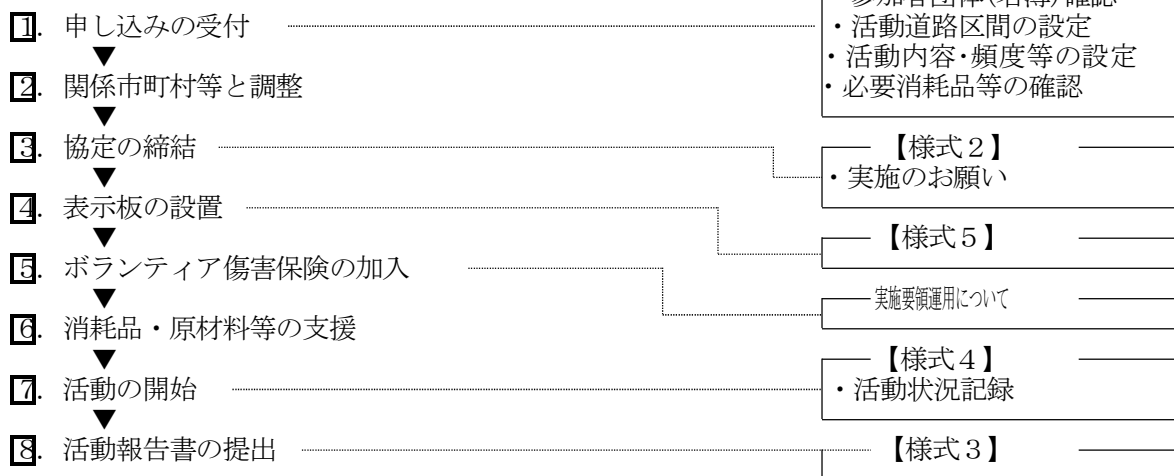 1. 申し込みの受付
・活動道路区間の設定
・活動内容・頻度等の設定
・必要消耗品等の確認
▼
2. 関係市町村等と調整
▼
3. 協定の締結
【様式２】
・実施のお願い
▼
4. 表示板の設置
【様式５】
▼
5. ボランティア傷害保険の加入
実施要領運用について
▼
6. 消耗品・原材料等の支援
▼
7. 活動の開始
【様式４】
・活動状況記録
▼
8. 活動報告書の提出
【様式３】